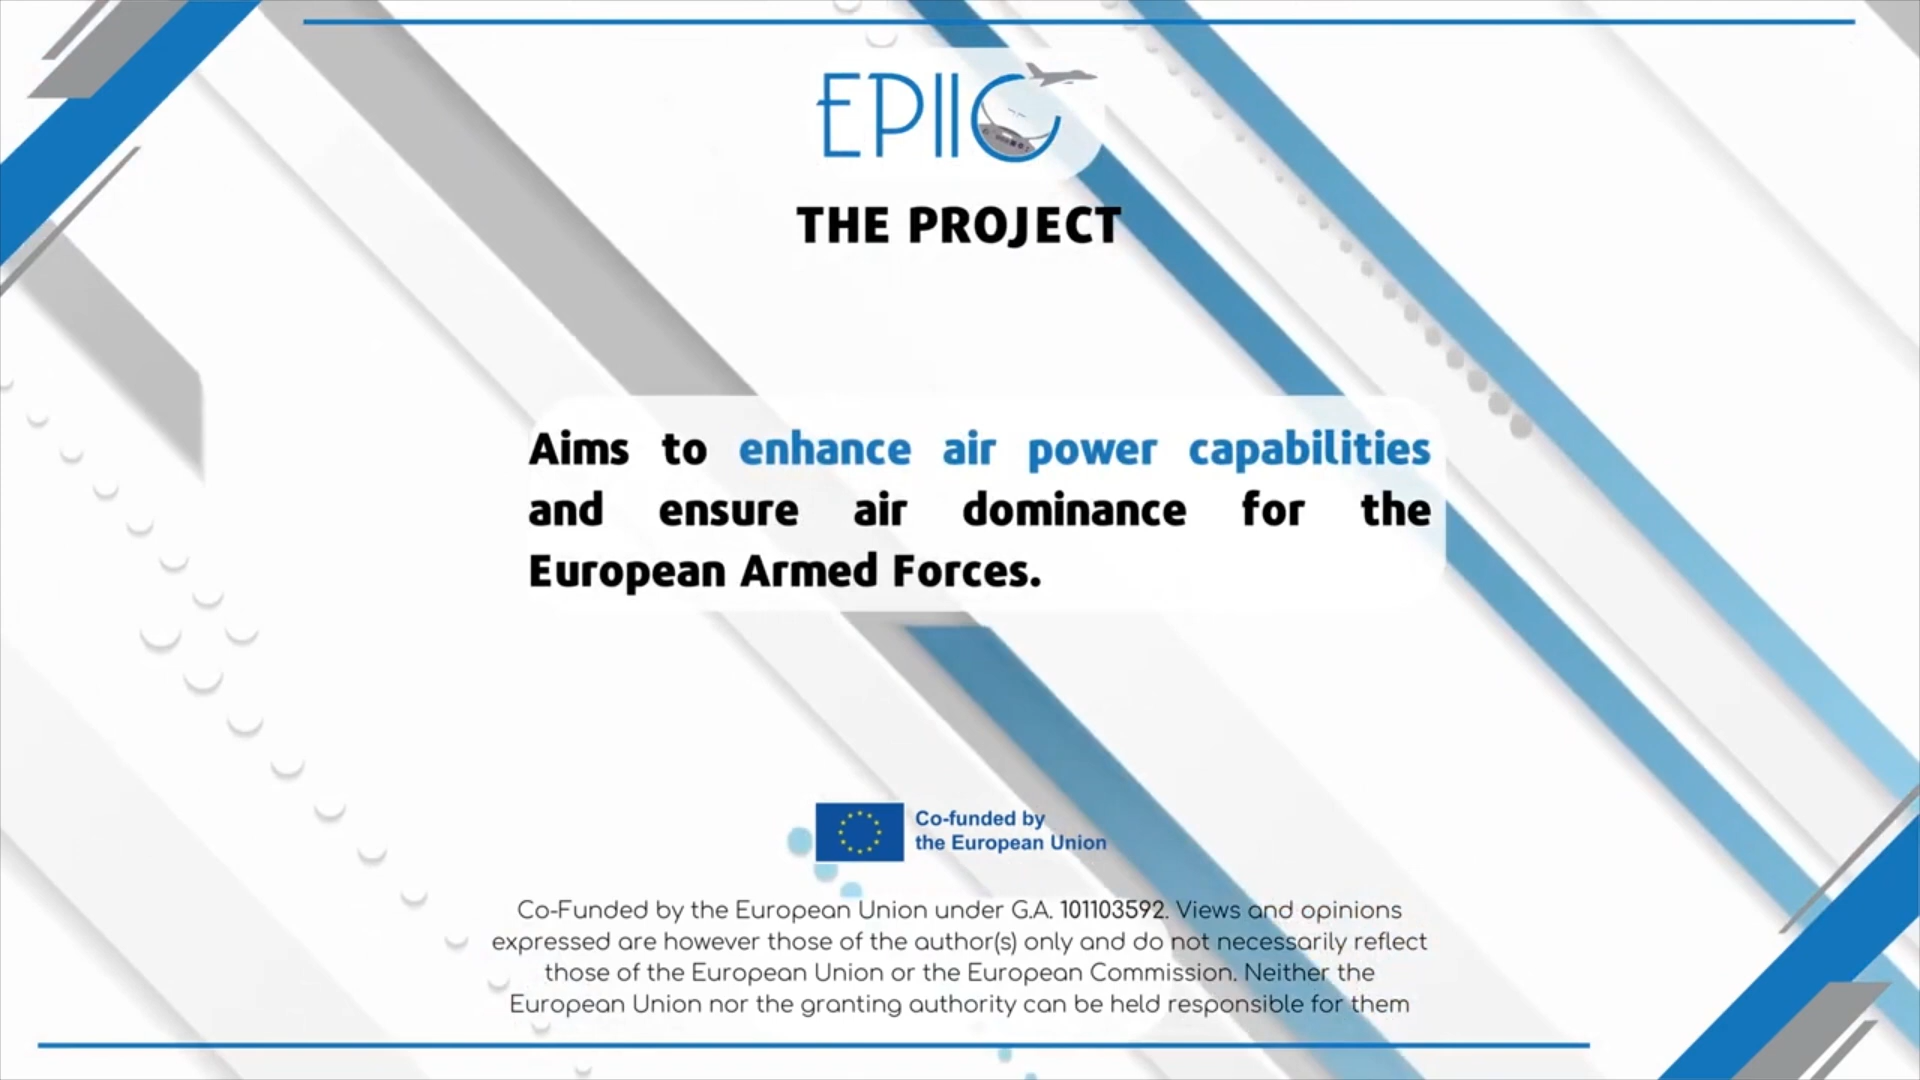 EPIIC
THE PROJECT
Aims to enhance air power capabilities
and ensure air dominance for the
European Armed Forces.
Co-funded by
the European Union
Co-Funded by the European Union under G.A. 101103592. Views and opinions
expressed are however those of the author(s) only and do not necessarily reflect
those of the European Union or the European Commission. Neither the
European Union nor the granting authority can be held responsible for them